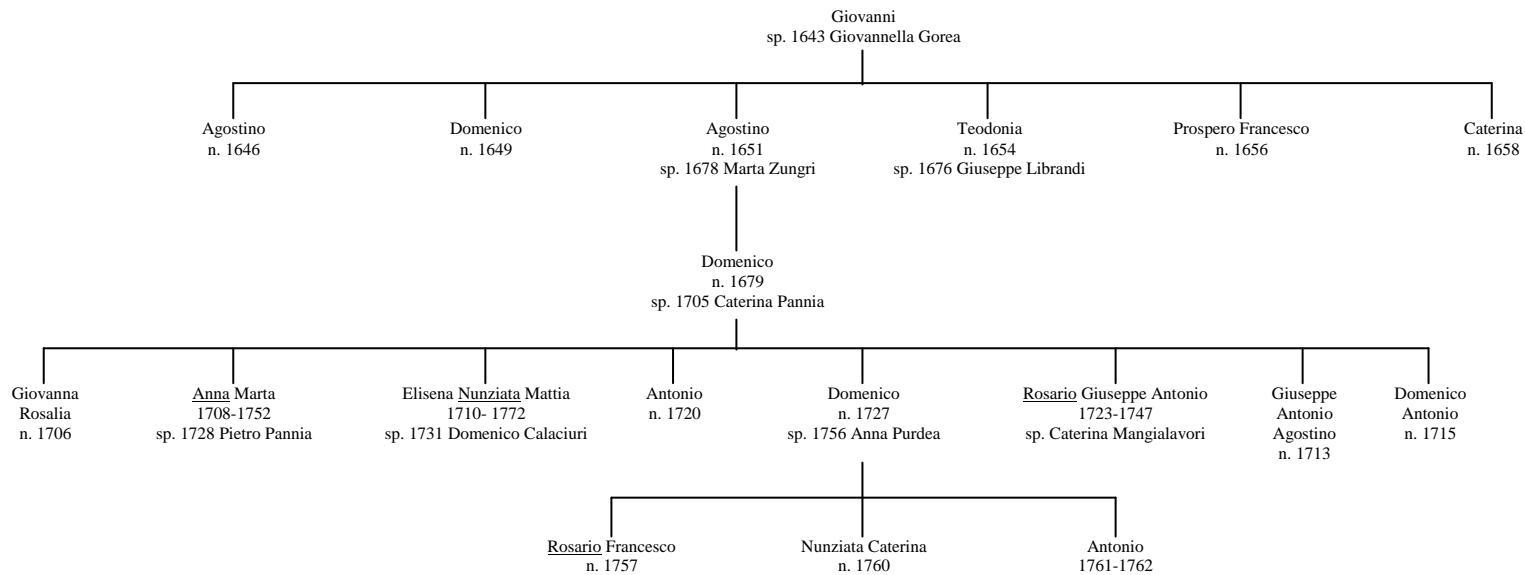 Giovanni
sp. 1643 Giovannella Gorea
Agostino
n. 1646
Domenico
n. 1649
Agostino
n. 1651
sp. 1678 Marta Zungri
Teodonia
n. 1654
sp. 1676 Giuseppe Librandi
Prospero Francesco
n. 1656
Caterina
n. 1658
Domenico
n. 1679
sp. 1705 Caterina Pannia
Giovanna
Rosalia
n. 1706
Anna Marta
1708-1752
sp. 1728 Pietro Pannia
Elisena Nunziata Mattia
1710- 1772
sp. 1731 Domenico Calaciuri
Antonio
n. 1720
Domenico
n. 1727
sp. 1756 Anna Purdea
Rosario Giuseppe Antonio
1723-1747
sp. Caterina Mangialavori
Giuseppe
Antonio
Agostino
n. 1713
Domenico
Antonio
n. 1715
Rosario Francesco
n. 1757
Nunziata Caterina
n. 1760
Antonio
1761-1762